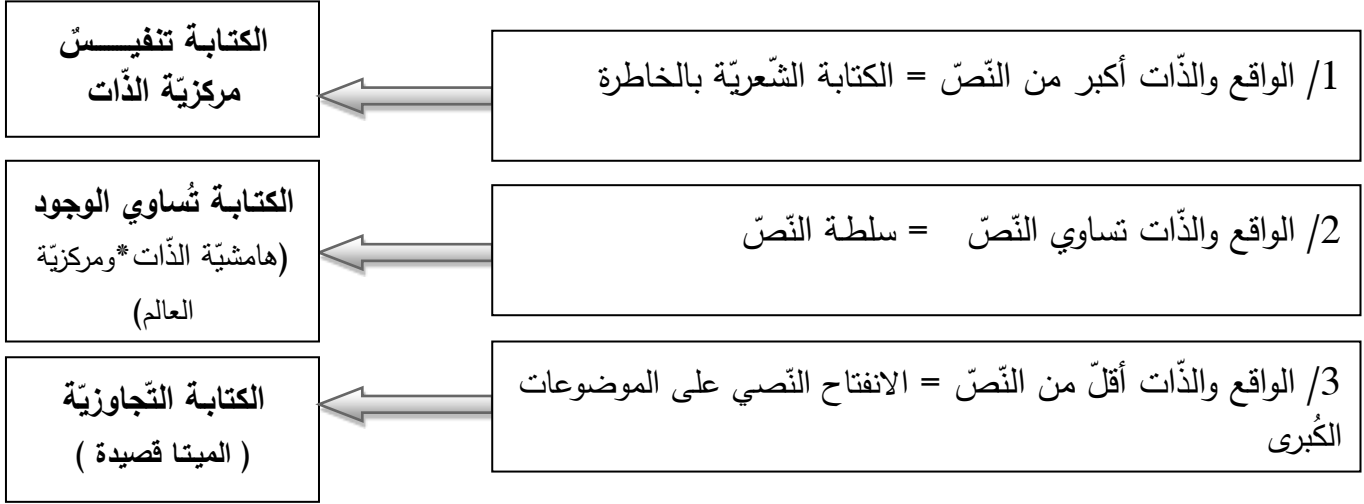 1/ الواقع والذّات أكبر من النّصّ = الكتابة الشّعريّة بالخاطرة
الكتابة تنفيـــــسٌ
مركزيّة الذّات
2/ الواقع والذّات تساوي النّصّ = سلطة النّصّ
الكتابة تُساوي الوجود
(هامشيّة الذّات*ومركزيّة
العالم)
3/ الواقع والذّات أقلّ من النّصّ = الانفتاح النّصي على الموضوعات
الكُبرى
الكتابة التّجاوزيّة
( الميتا قصيدة )